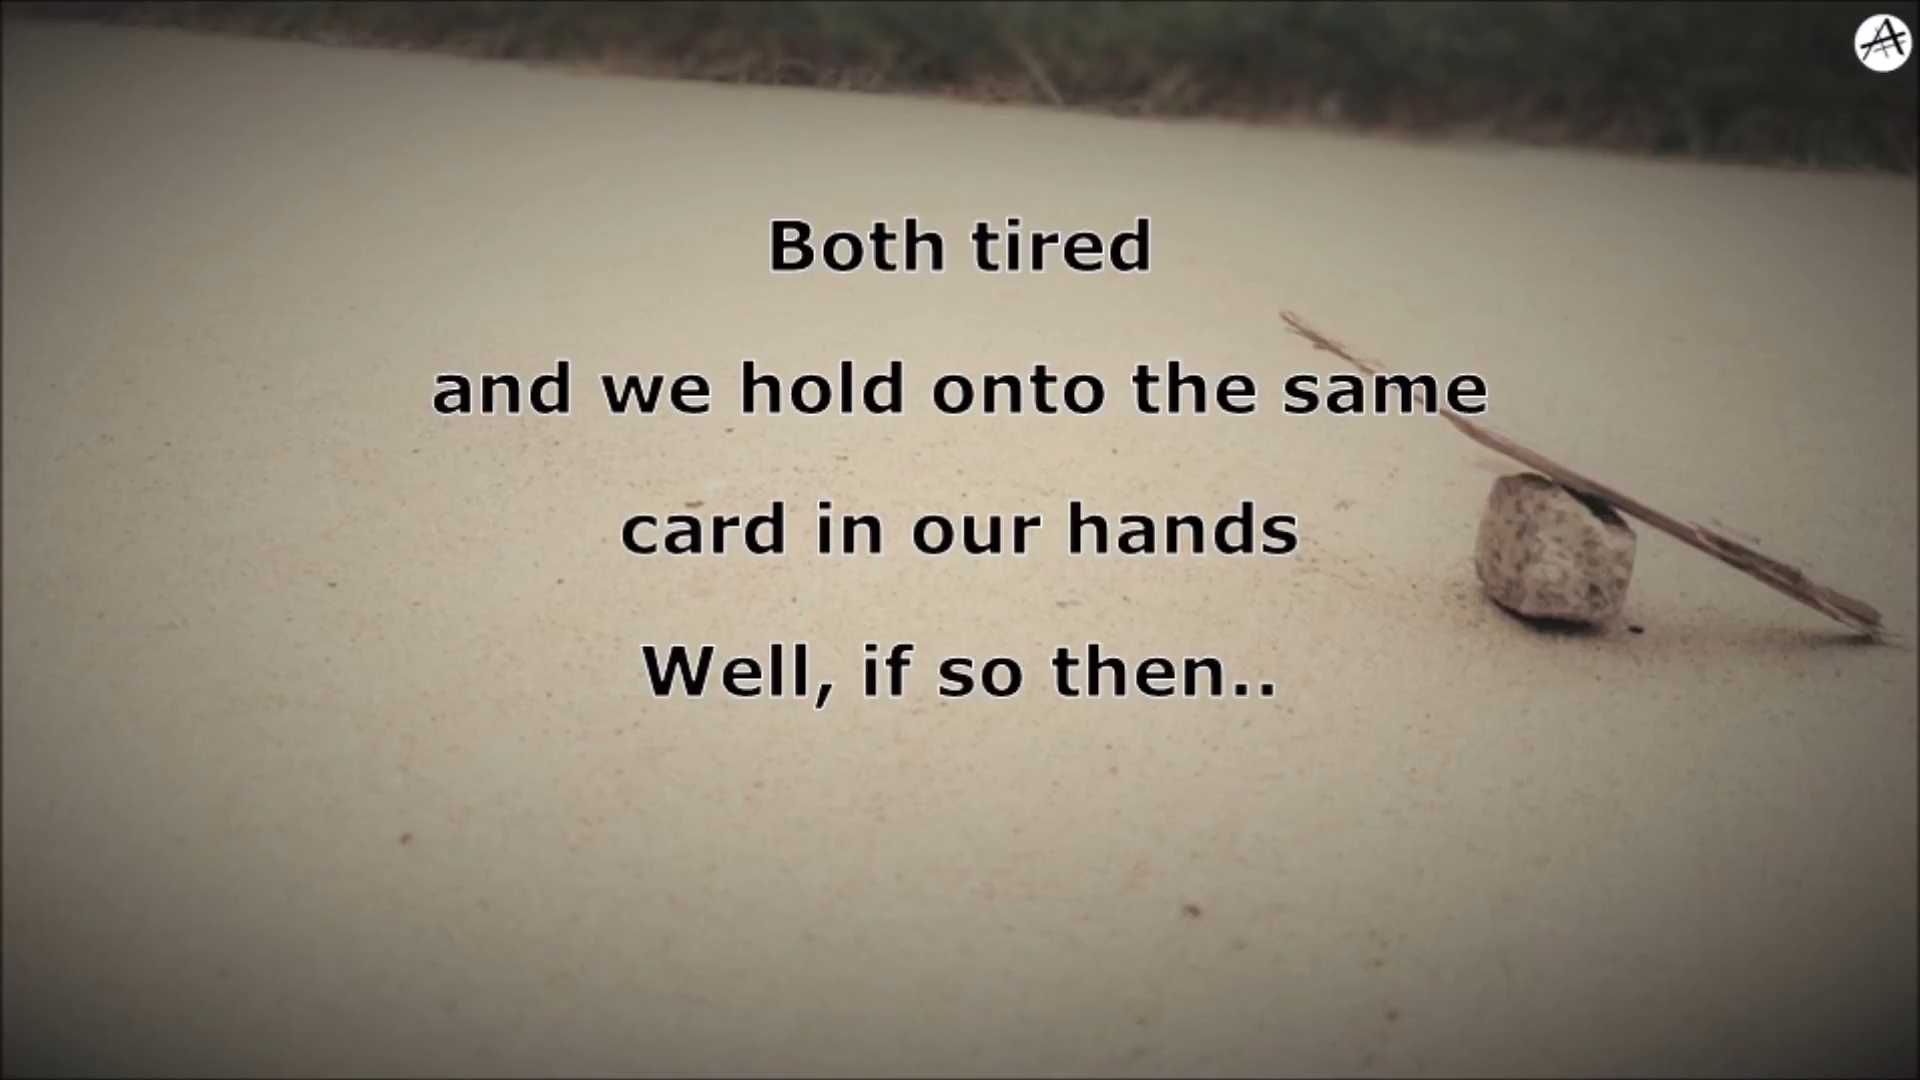 Both tired
and we hold onto the same
card in our hands
Well, if so then..